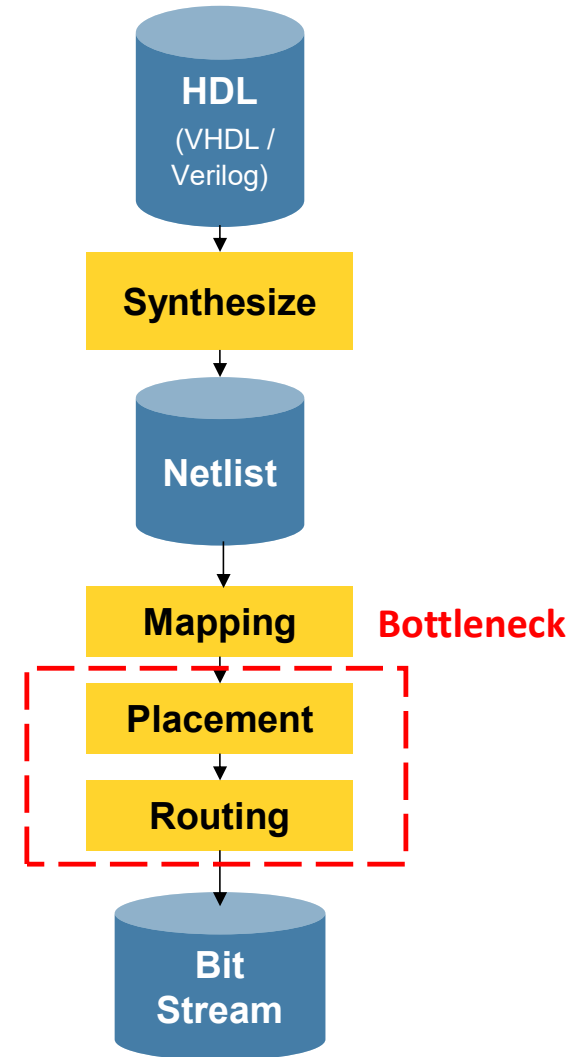 HDL
(VHDL /
Verilog)
Synthesize
Netlist
Mapping
Bottleneck
Placement
Routing
Bit
Stream